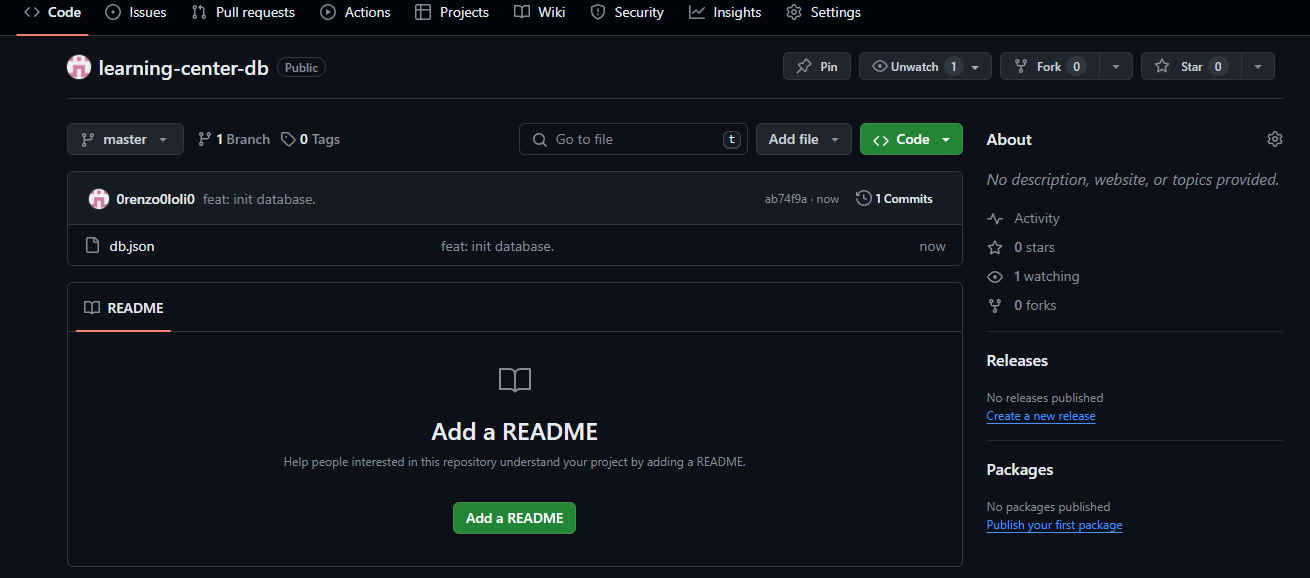 Code Issues Pull requests Actions Projects Wiki Security Insights Settings
learning-center-db Public Pin Unwatch 1 Fork 0 Star 0
master 1 Branch 0 Tags Go to file t Add file Code
0renzo0loli0 feat: init database. ab74f9a · now 1 Commits
db.json feat: init database. now
README
Add a README
Help people interested in this repository understand your project by adding a README.
Add a README
About
No description, website, or topics provided.
Activity
0 stars
1 watching
0 forks
Releases
No releases published
Create a new release
Packages
No packages published
Publish your first package